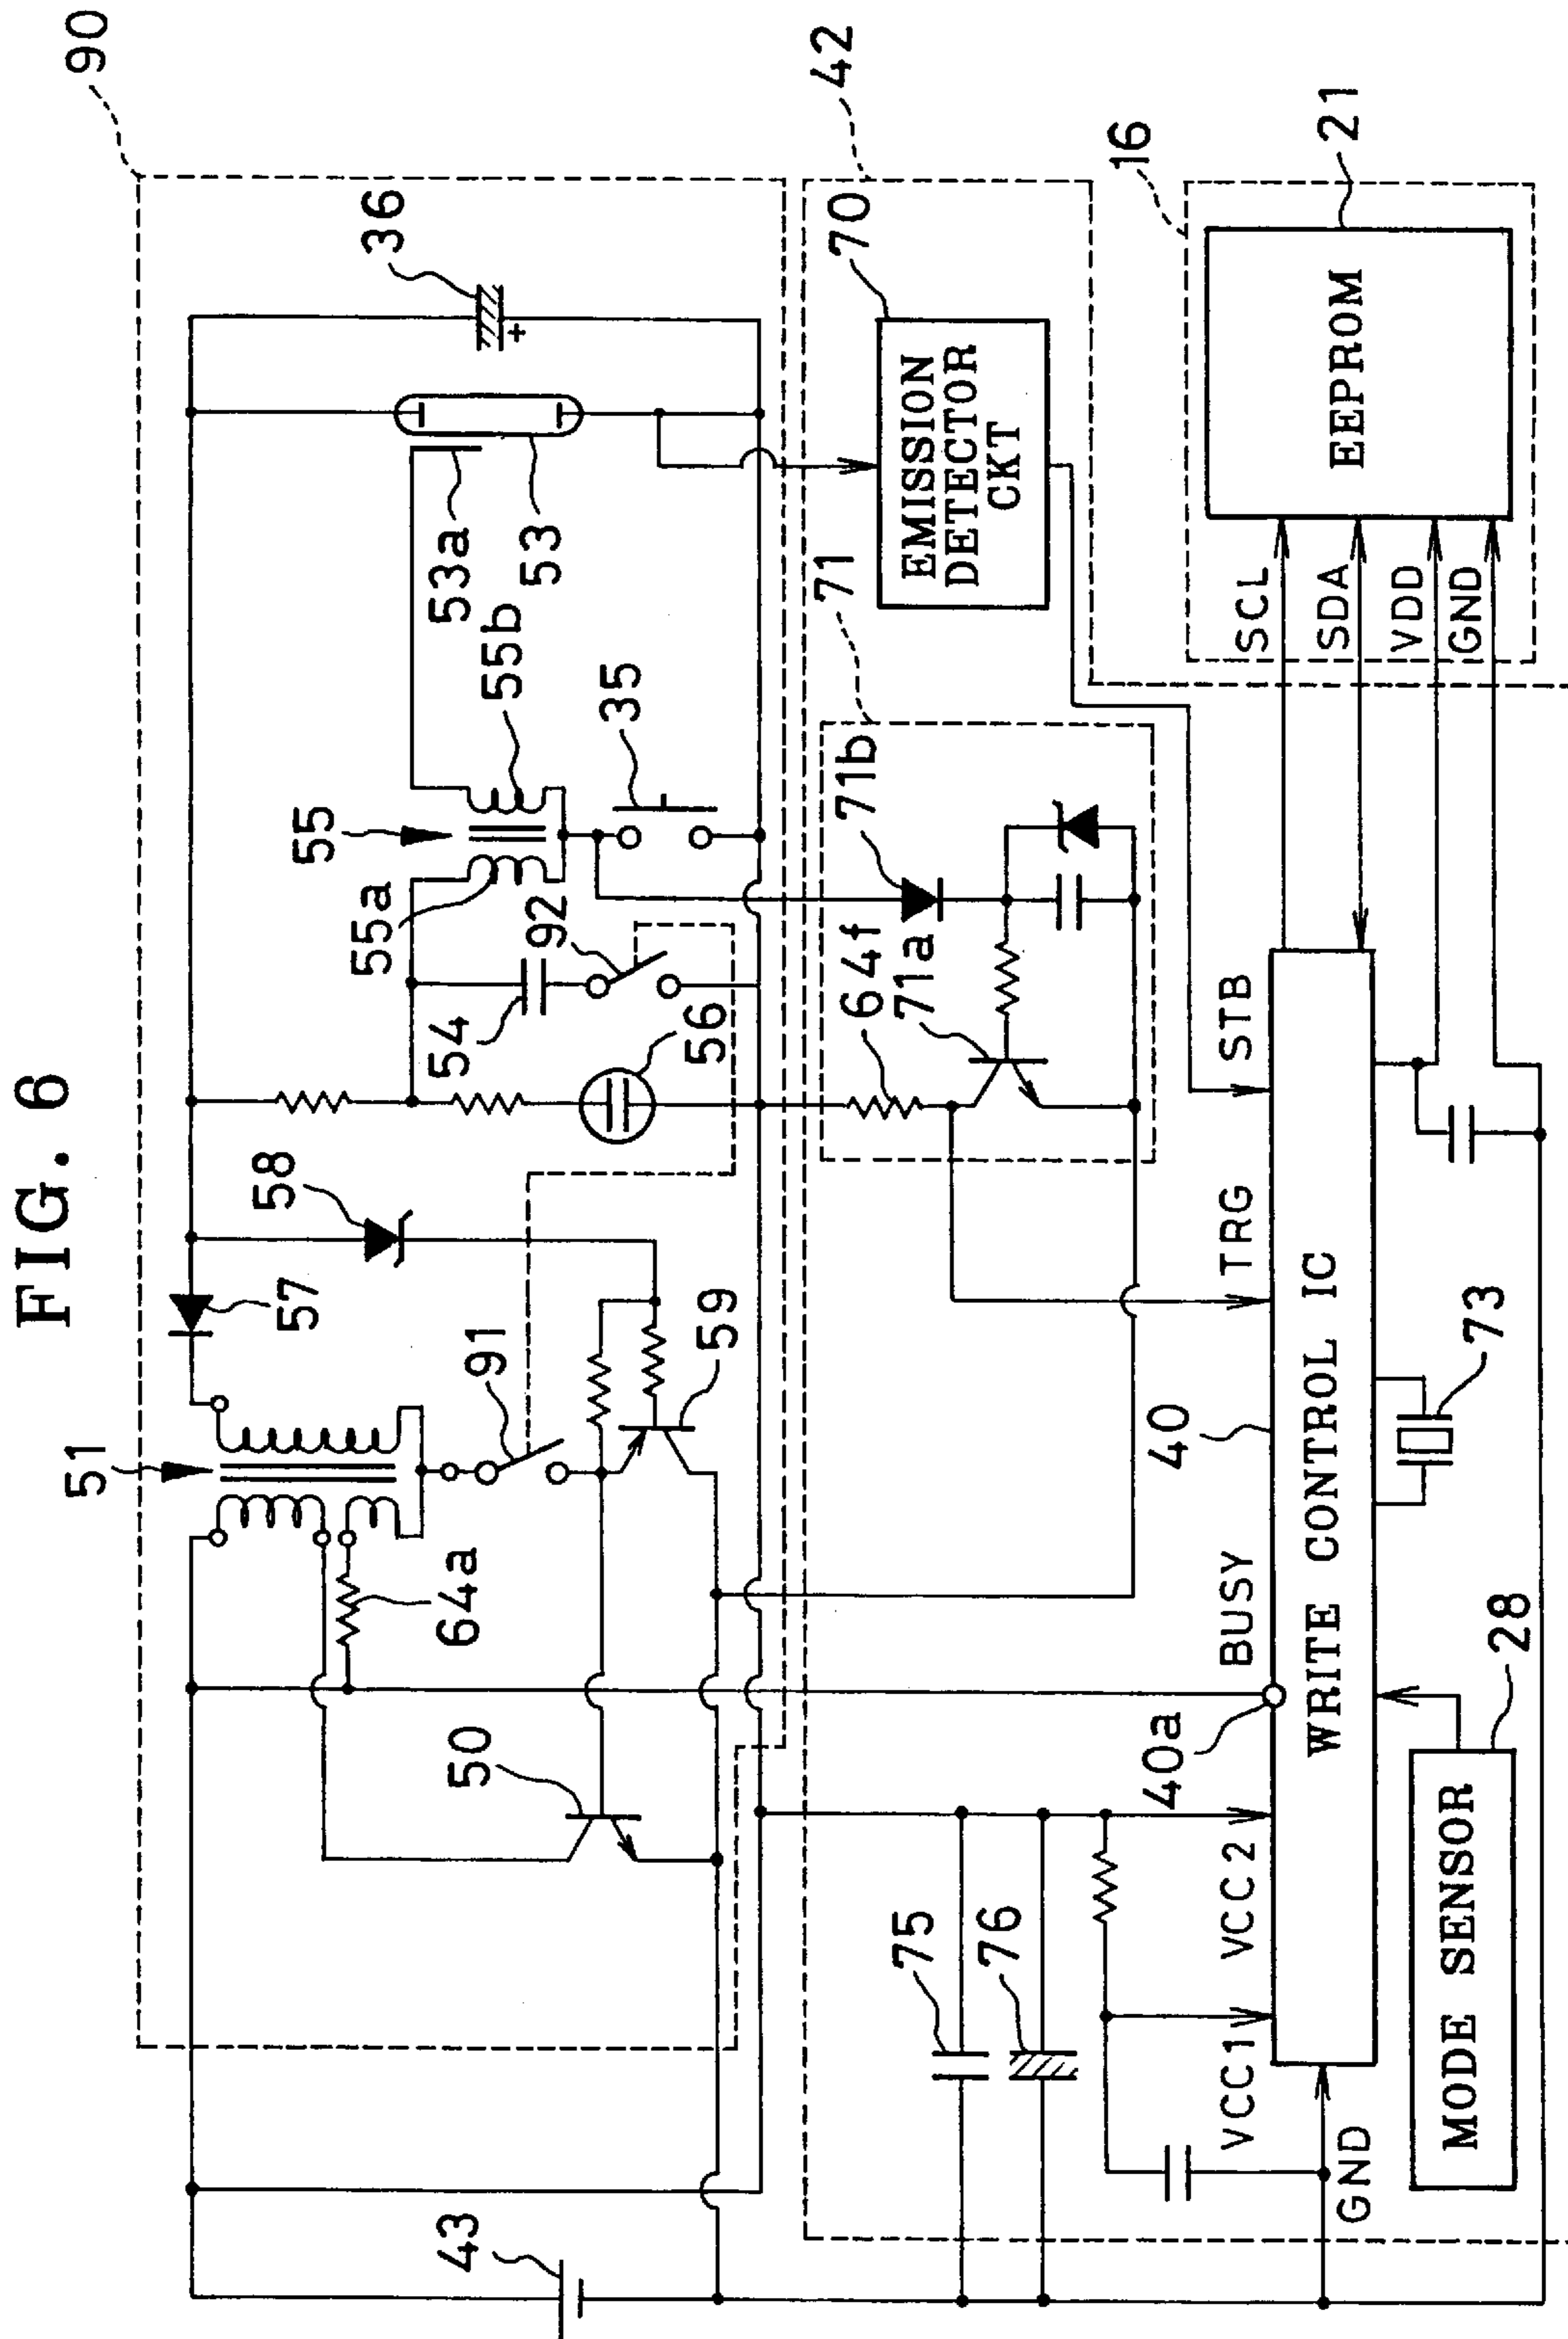 FIG. 6
90
51
57
58
55
55a
55b
53a
53
36
64a
91
59
54
92
56
35
50
42
43
71
71b
64f
71a
70
EMISSION
DETECTOR
CKT
16
75
76
VCC1
VCC2
40a
BUSY
40
TRG
STB
SCL
SDA
VDD
GND
EEPROM
21
GND
WRITE CONTROL IC
MODE SENSOR
28
73